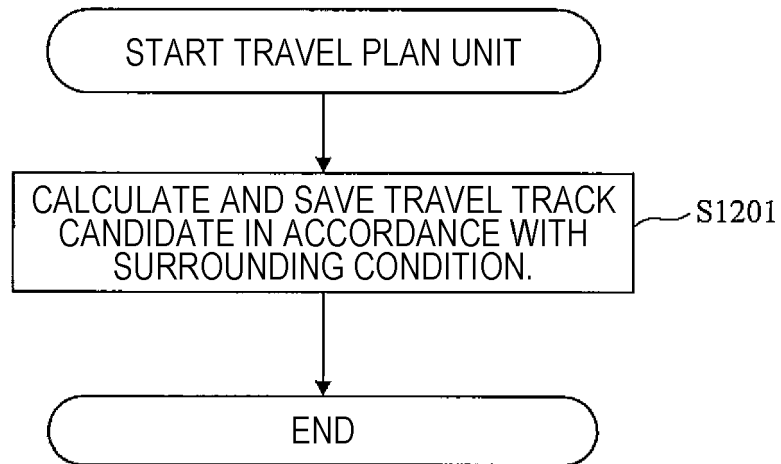 START TRAVEL PLAN UNIT
CALCULATE AND SAVE TRAVEL TRACK
CANDIDATE IN ACCORDANCE WITH
SURROUNDING CONDITION.
S1201
END